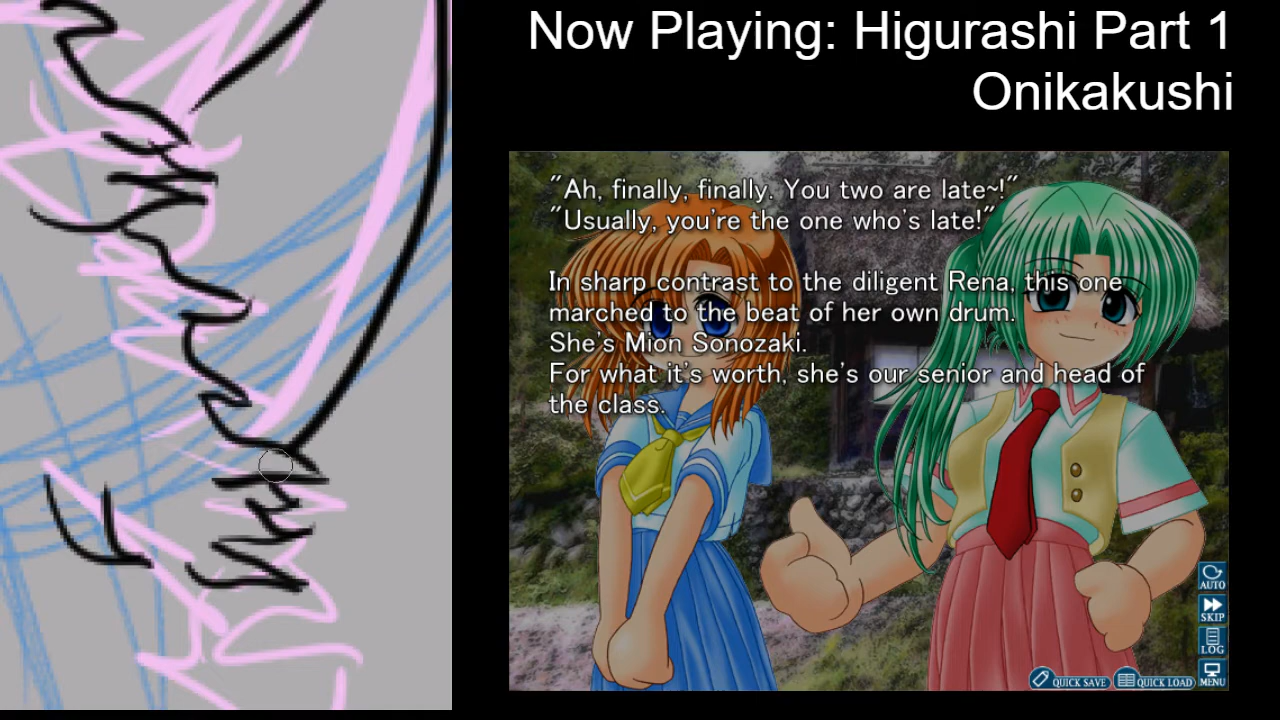 Now Playing: Higurashi Part 1
Onikakushi
"Ah, finally, finally. You two are late~!"
"Usually, you're the one who's late!"
In sharp contrast to the diligent Rena, this one
marched to the beat of her own drum.
She's Mion Sonozaki.
For what it's worth, she's our senior and head of
the class.
AUTO
SKIP
LOG
MENU
QUICK SAVE
QUICK LOAD